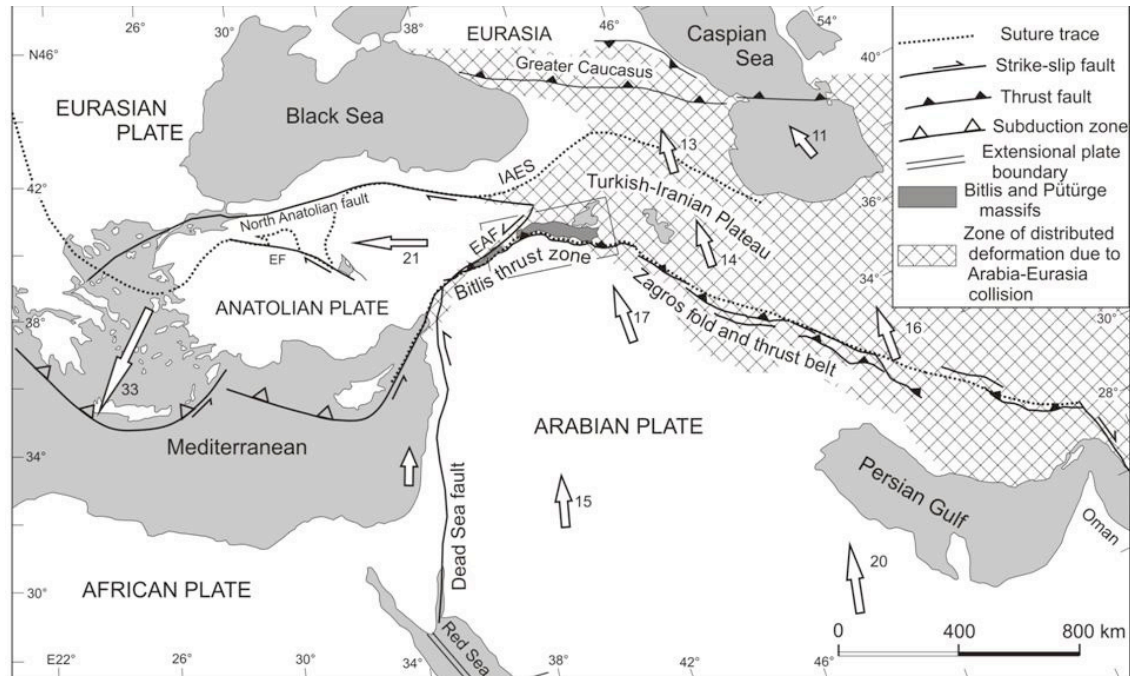 26°
30°
34°
38°
42°
46°
50°
54°
N46°
EURASIA
Caspian
Sea
40°
Greater Caucasus
EURASIAN
PLATE
Black Sea
11
13
IAES
Turkish-Iranian Plateau
42°
36°
North Anatolian fault
21
EAF
EF
14
Bitlis thrust zone
34°
ANATOLIAN PLATE
Zagros fold and thrust belt
38°
17
16
30°
33
28°
Mediterranean
ARABIAN PLATE
34°
Persian Gulf
15
Oman
Dead Sea fault
20
AFRICAN PLATE
30°
Red Sea
0
400
800 km
E22°
26°
30°
34°
38°
42°
46°
Suture trace
Strike-slip fault
Thrust fault
Subduction zone
Extensional plate
boundary
Bitlis and Pütürge
massifs
Zone of distributed
deformation due to
Arabia-Eurasia
collision